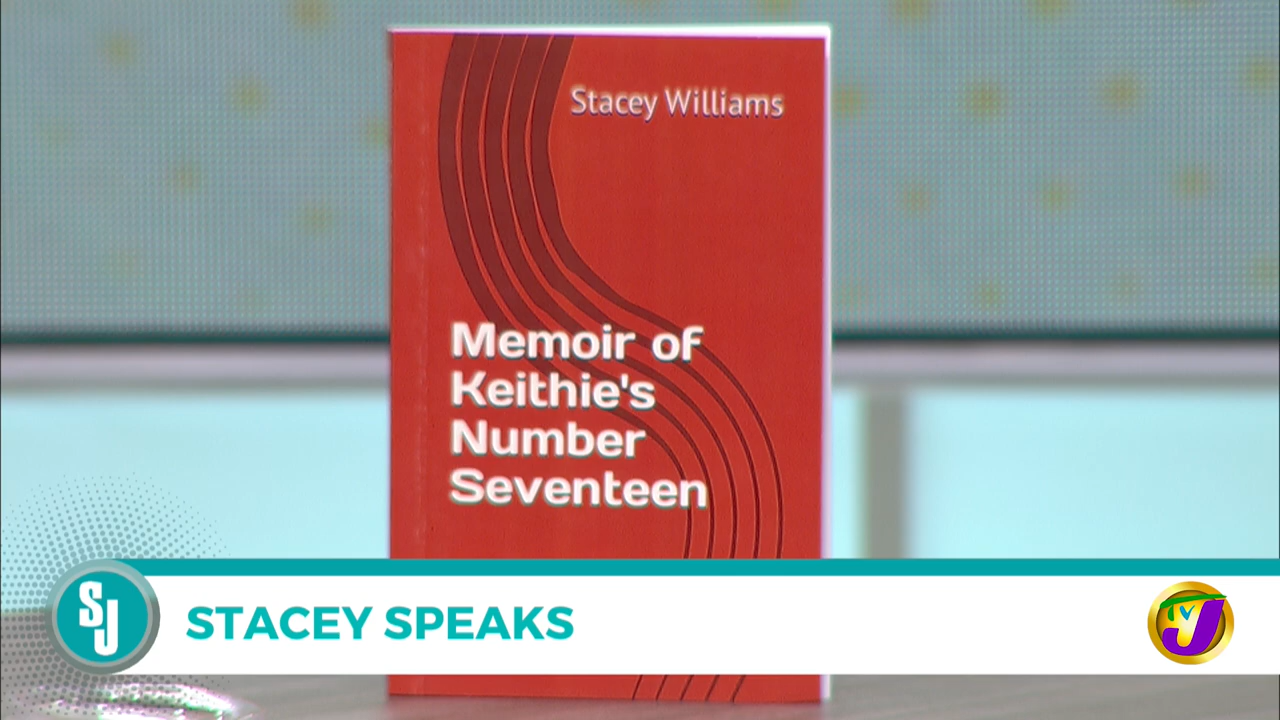 Stacey Williams
Memoir of
Keithie's
Number
Seventeen
SJ
STACEY SPEAKS
TVJ